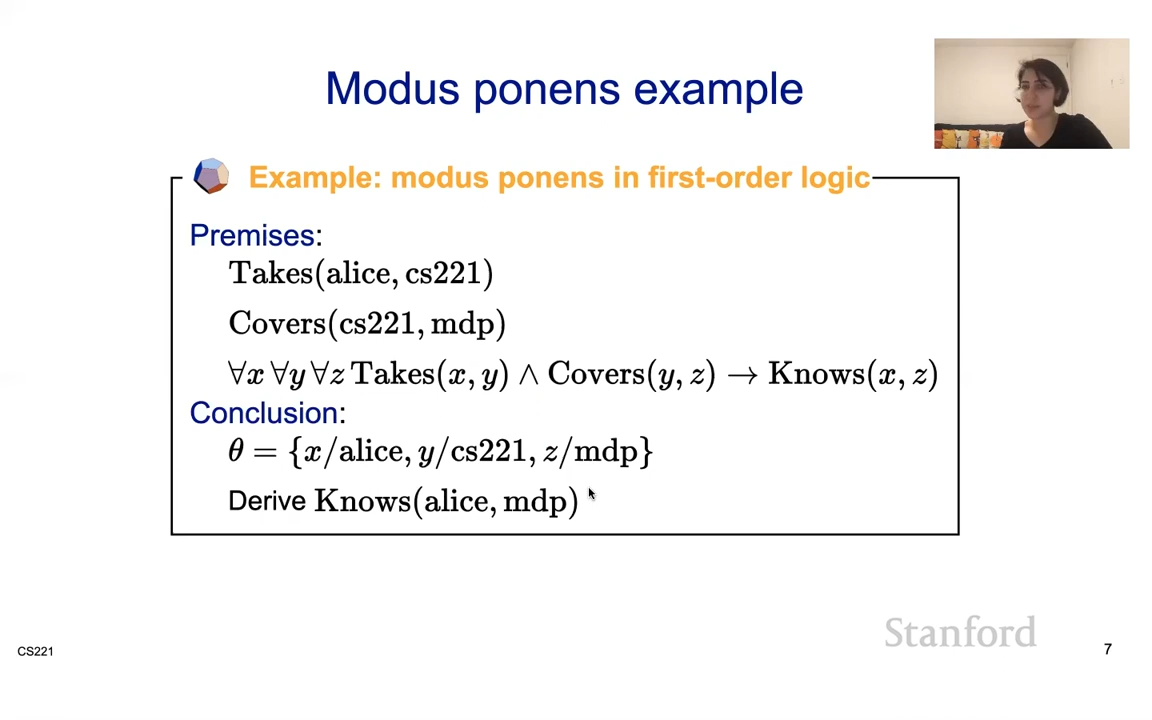 Modus ponens example
Example: modus ponens in first-order logic
Premises:
Takes(alice, cs221)
Covers(cs221, mdp)
∀x ∀y ∀z Takes(x, y) ∧ Covers(y, z) → Knows(x, z)
Conclusion:
θ = {x/alice, y/cs221, z/mdp}
Derive Knows(alice, mdp)
Stanford
CS221
7